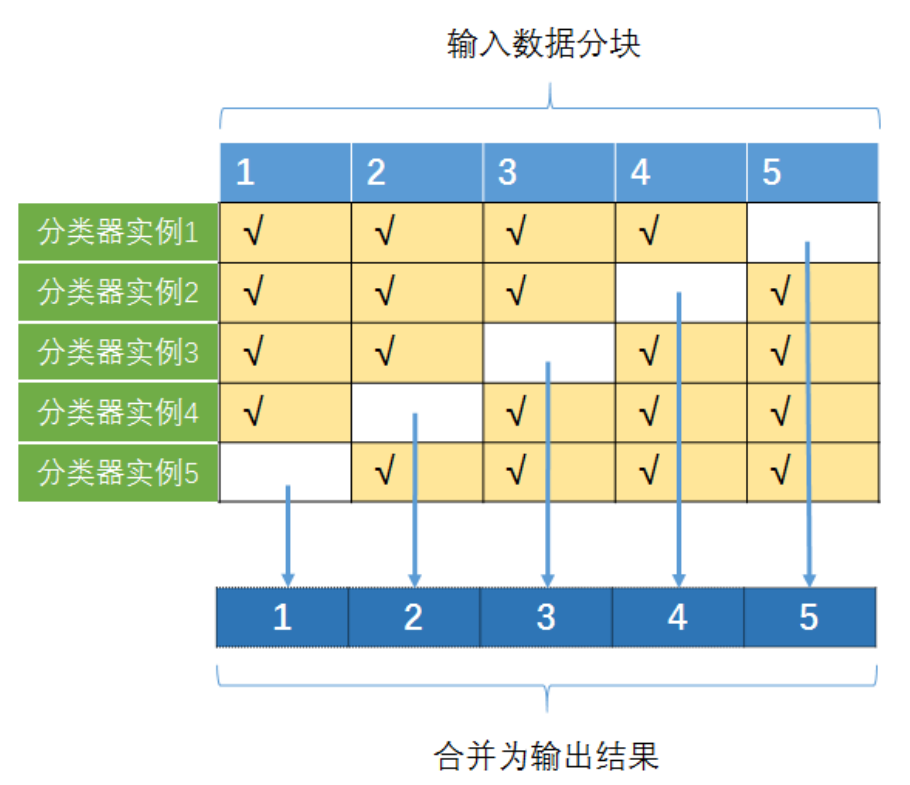 输入数据分块
1 2 3 4 5
分类器实例1 √ √ √ √
分类器实例2 √ √ √ √
分类器实例3 √ √ √ √
分类器实例4 √ √ √ √
分类器实例5 √ √ √ √
1 2 3 4 5
合并为输出结果